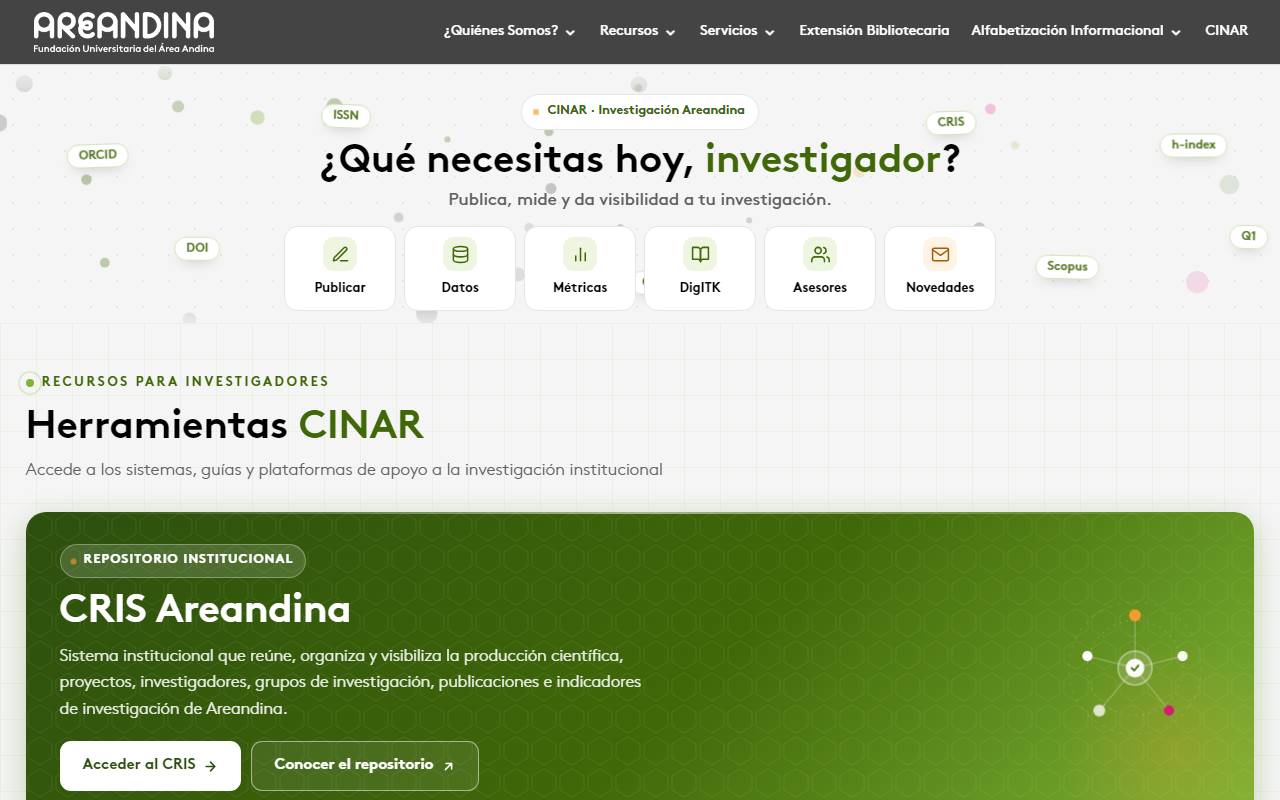 AREANDINA
Fundación Universitaria del Área Andina
¿Quiénes Somos?
Recursos
Servicios
Extensión Bibliotecaria
Alfabetización Informacional
CINAR
ISSN
CINAR · Investigación Areandina
CRIS
ORCID
h-index
¿Qué necesitas hoy, investigador?
Publica, mide y da visibilidad a tu investigación.
DOI
Q1
Scopus
Publicar
Datos
Métricas
DigITK
Asesores
Novedades
RECURSOS PARA INVESTIGADORES
Herramientas CINAR
Accede a los sistemas, guías y plataformas de apoyo a la investigación institucional
REPOSITORIO INSTITUCIONAL
CRIS Areandina
Sistema institucional que reúne, organiza y visibiliza la producción científica,
proyectos, investigadores, grupos de investigación, publicaciones e indicadores
de investigación de Areandina.
Acceder al CRIS →
Conocer el repositorio ↗